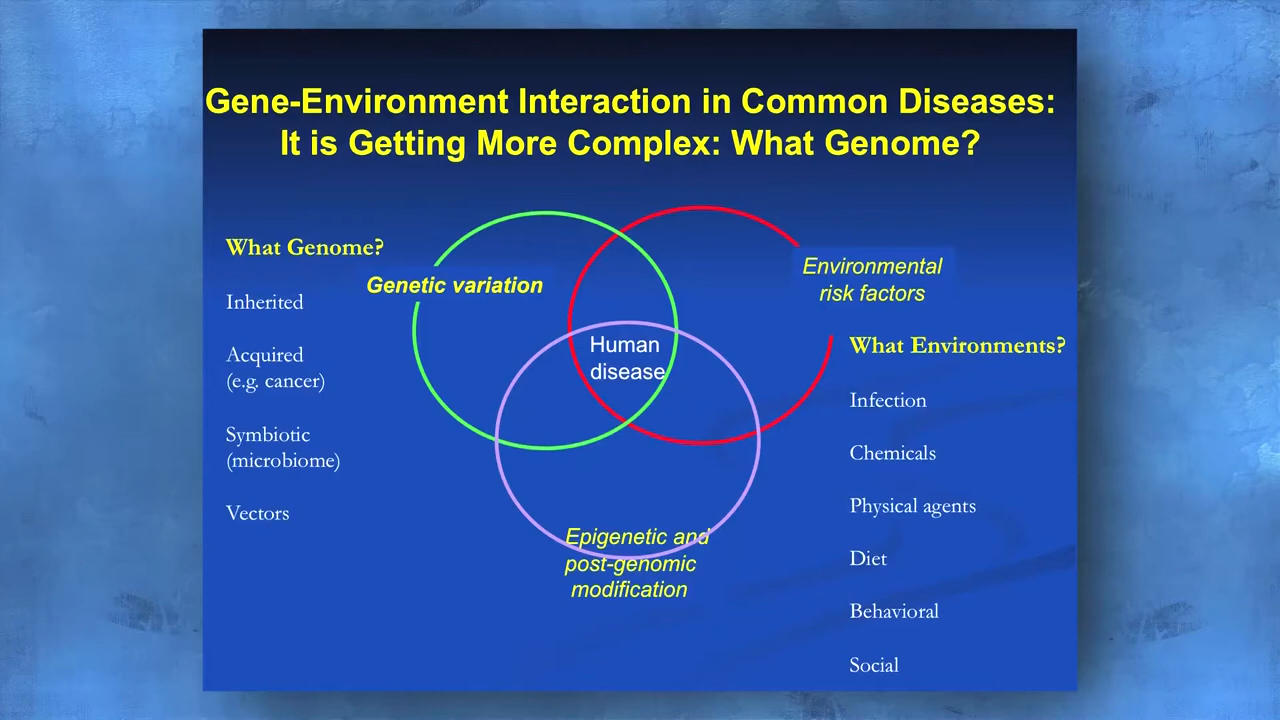 Gene-Environment Interaction in Common Diseases:
It is Getting More Complex: What Genome?
What Genome?
Inherited
Acquired
(e.g. cancer)
Symbiotic
(microbiome)
Vectors
Genetic variation
Human
disease
Epigenetic and
post-genomic
modification
Environmental
risk factors
What Environments?
Infection
Chemicals
Physical agents
Diet
Behavioral
Social